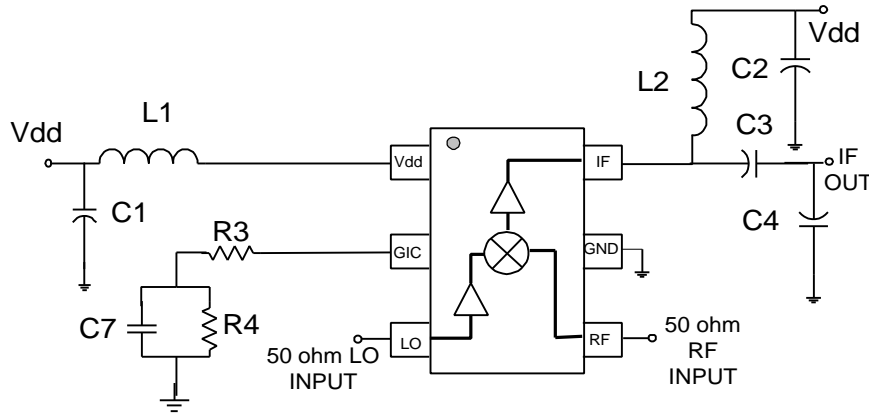 Vdd
L2
C2
L1
C3
Vdd
Vdd
IF
IF
OUT
C1
C4
R3
GIC
GND
C7
R4
LO
RF
50 ohm LO
INPUT
50 ohm
RF
INPUT